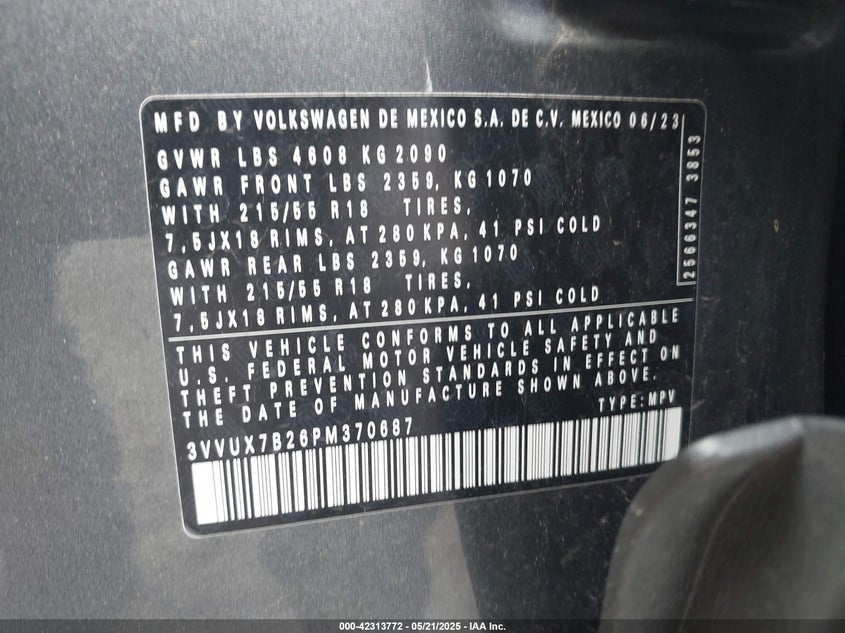 MFD BY VOLKSWAGEN DE MEXICO S.A. DE C.V. MEXICO 06/23
GVWR LBS 4608 KG 2090
GAWR FRONT LBS 2359, KG 1070
WITH 215/55 R18 TIRES,
7,5JX18 RIMS, AT 280 KPA, 41 PSI COLD
GAWR REAR LBS 2359, KG 1070
WITH 215/55 R18 TIRES,
7,5JX18 RIMS, AT 280 KPA, 41 PSI COLD
2566347 3853
THIS VEHICLE CONFORMS TO ALL APPLICABLE
U.S. FEDERAL MOTOR VEHICLE SAFETY AND
THEFT PREVENTION STANDARDS IN EFFECT ON
THE DATE OF MANUFACTURE SHOWN ABOVE.
TYPE:MPV
3VVUX7B26PM370687
000-42313772 - 05/21/2025 - IAA Inc.